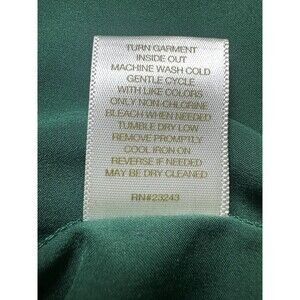 TURN GARMENT
INSIDE OUT
MACHINE WASH COLD
GENTLE CYCLE
WITH LIKE COLORS
ONLY NON-CHLORINE
BLEACH WHEN NEEDED
TUMBLE DRY LOW
REMOVE PROMPTLY
COOL IRON ON
REVERSE IF NEEDED
MAY BE DRY CLEANED
RN#23243